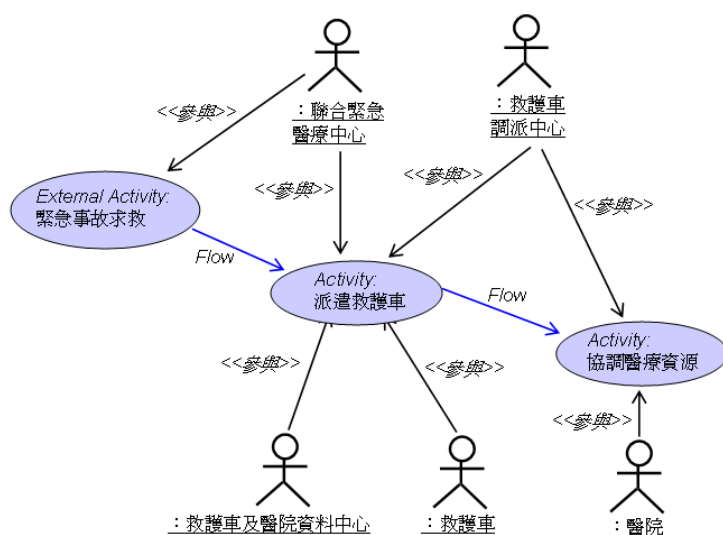 ：聯合緊急
醫療中心
：救護車
調派中心
<<參與>>
<<參與>>
<<參與>>
<<參與>>
External Activity:
緊急事故求救
Flow
Activity:
派遣救護車
Flow
Activity:
協調醫療資源
<<參與>>
<<參與>>
<<參與>>
：救護車及醫院資料中心
：救護車
：醫院